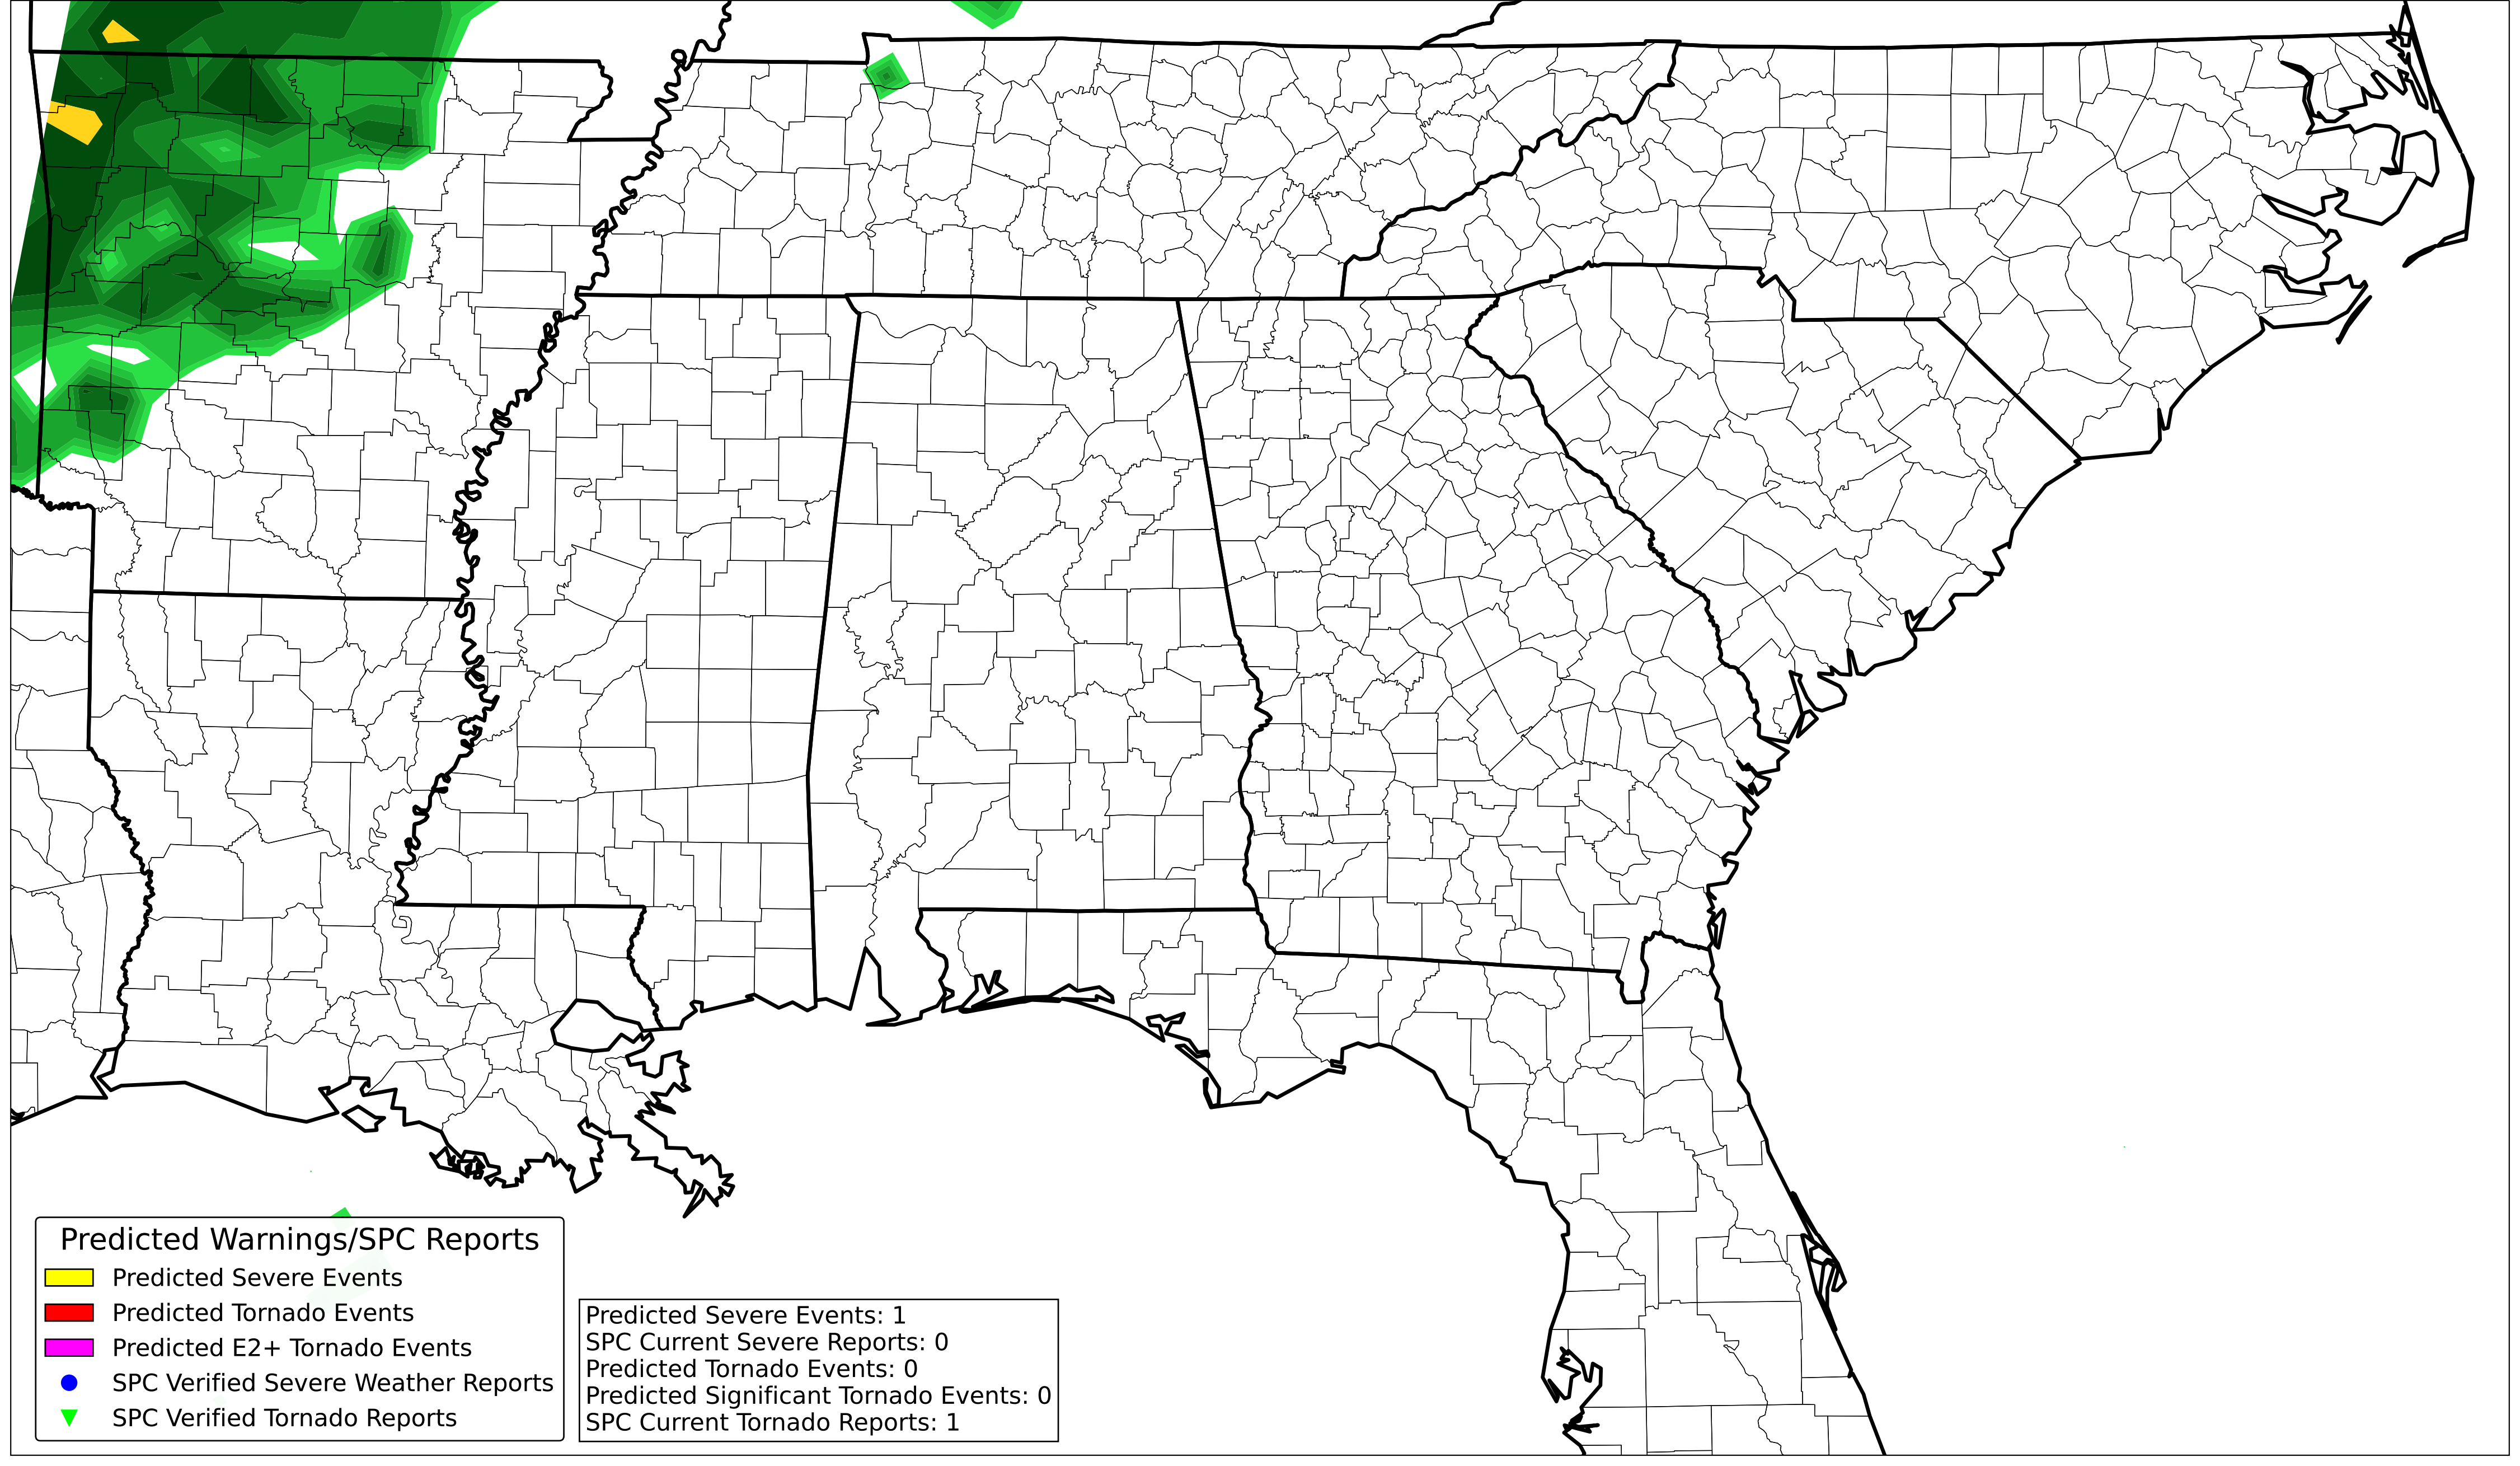 Predicted Warnings/SPC Reports
Predicted Severe Events
Predicted Tornado Events
Predicted E2+ Tornado Events
SPC Verified Severe Weather Reports
SPC Verified Tornado Reports
Predicted Severe Events: 1
SPC Current Severe Reports: 0
Predicted Tornado Events: 0
Predicted Significant Tornado Events: 0
SPC Current Tornado Reports: 1